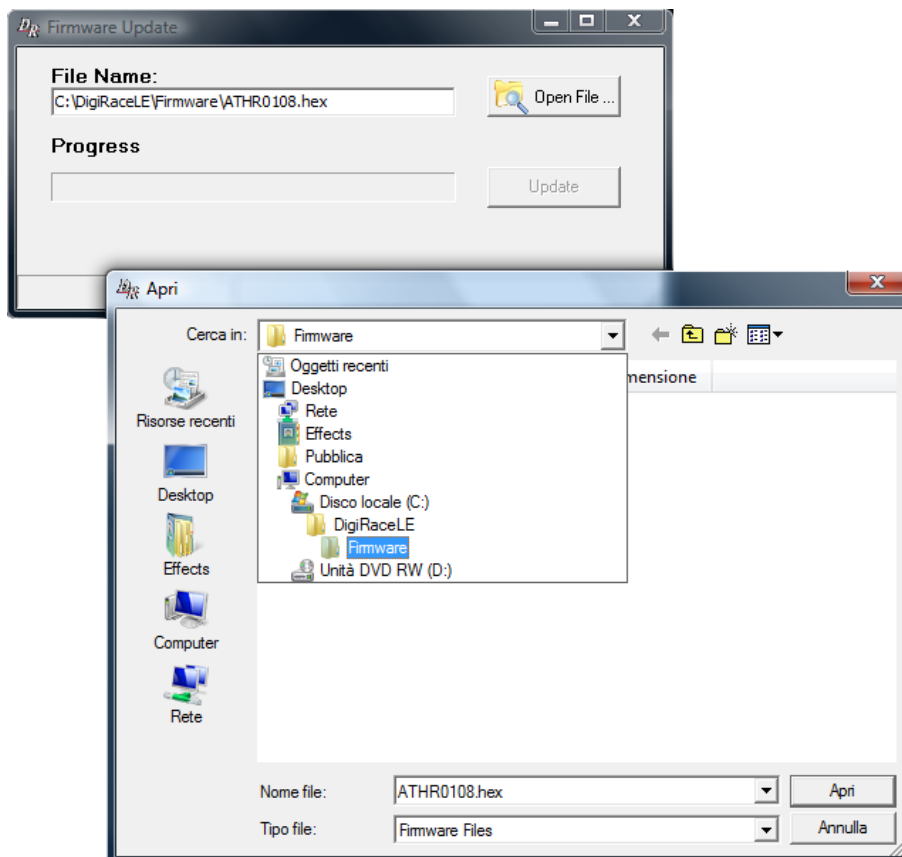 DR Firmware Update
File Name:
C:\DigiRaceLE\Firmware\ATHR0108.hex
Open File ...
Progress
Update
DR Apri
Cerca in:
Firmware
Oggetti recenti
mensione
Desktop
Rete
Effects
Pubblica
Computer
Disco locale (C:)
DigiRaceLE
Firmware
Unità DVD RW (D:)
Risorse recenti
Desktop
Effects
Computer
Rete
Nome file:
ATHR0108.hex
Apri
Tipo file:
Firmware Files
Annulla